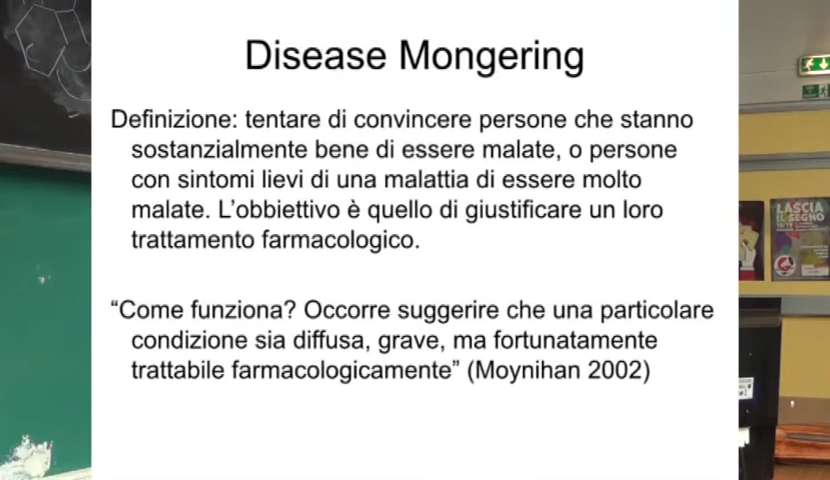 Disease Mongering
Definizione: tentare di convincere persone che stanno
sostanzialmente bene di essere malate, o persone
con sintomi lievi di una malattia di essere molto
malate. L’obbiettivo è quello di giustificare un loro
trattamento farmacologico.
“Come funziona? Occorre suggerire che una particolare
condizione sia diffusa, grave, ma fortunatamente
trattabile farmacologicamente” (Moynihan 2002)
LASCIA
IL SEGNO